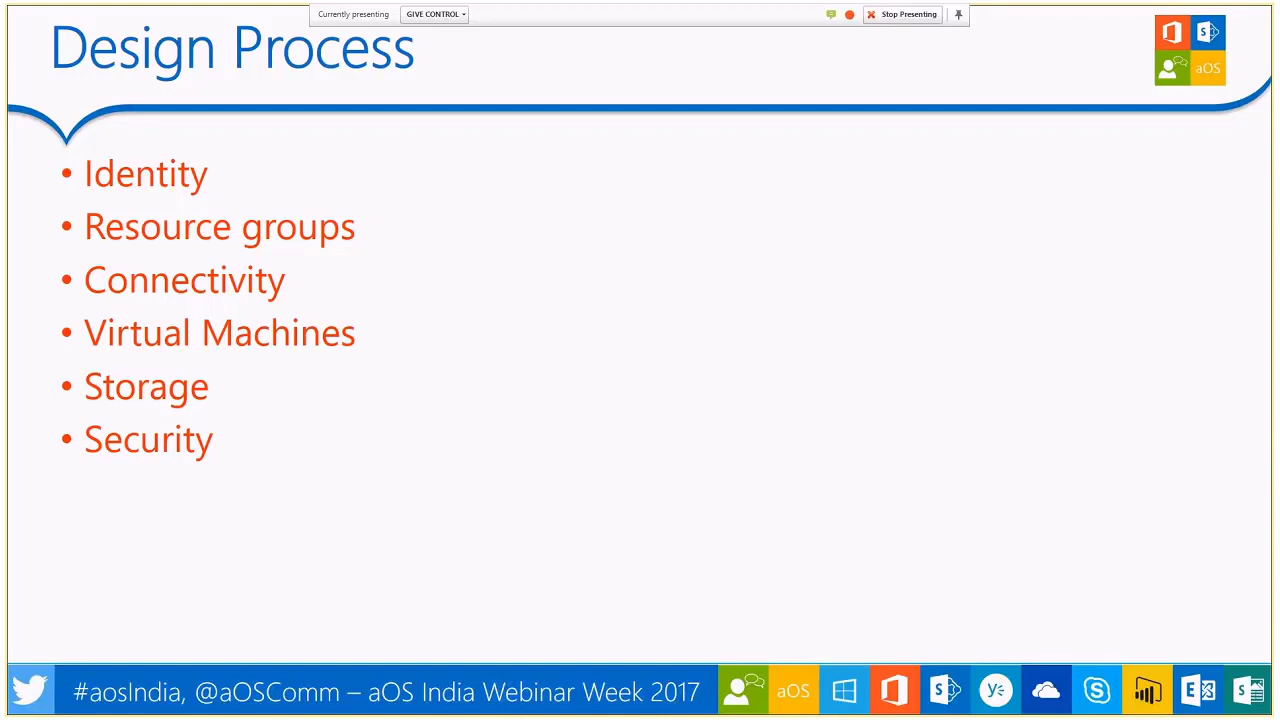 Currently presenting GIVE CONTROL Stop Presenting
Design Process
aOS
• Identity
• Resource groups
• Connectivity
• Virtual Machines
• Storage
• Security
#aosIndia, @aOSComm – aOS India Webinar Week 2017 aOS